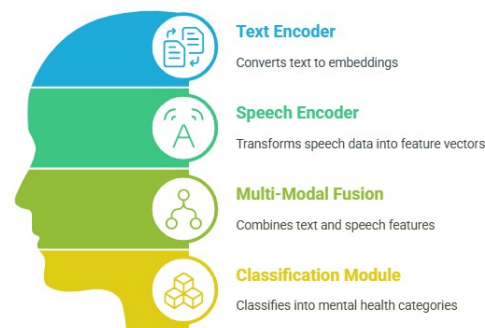 Text Encoder
Converts text to embeddings
Speech Encoder
Transforms speech data into feature vectors
Multi-Modal Fusion
Combines text and speech features
Classification Module
Classifies into mental health categories